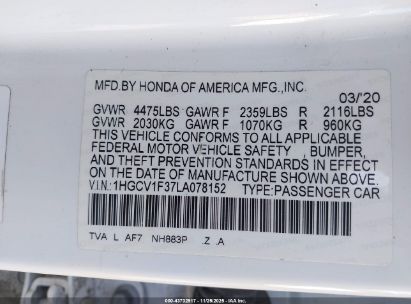 MFD.BY HONDA OF AMERICA MFG.,INC.
03/'20
GVWR 4475LBS GAWR F 2359LBS R 2116LBS
GVWR 2030KG GAWR F 1070KG R 960KG
THIS VEHICLE CONFORMS TO ALL APPLICABLE
FEDERAL MOTOR VEHICLE SAFETY BUMPER,
AND THEFT PREVENTION STANDARDS IN EFFECT
ON THE DATE OF MANUFACTURE SHOWN ABOVE.
V.I.N.: 1HGCV1F37LA078152 TYPE:PASSENGER CAR
TVA L AF7 NH883P Z A